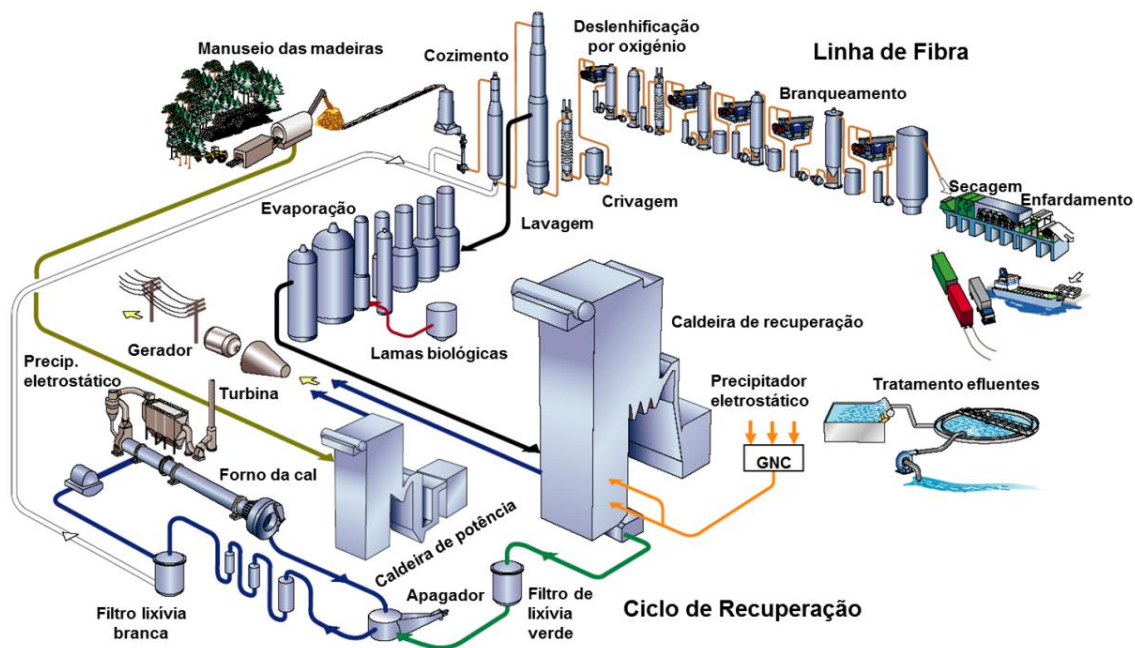 Manuseio das madeiras
Cozimento
Deslenhificação
por oxigénio
Linha de Fibra
Branqueamento
Secagem
Enfardamento
Crivagem
Lavagem
Evaporação
Lamas biológicas
Caldeira de recuperação
Gerador
Precip.
eletrostático
Turbina
Precipitador
eletrostático
GNC
Tratamento efluentes
Forno da cal
Caldeira de potência
Filtro lixívia
branca
Apagador
Filtro de
lixívia
verde
Ciclo de Recuperação